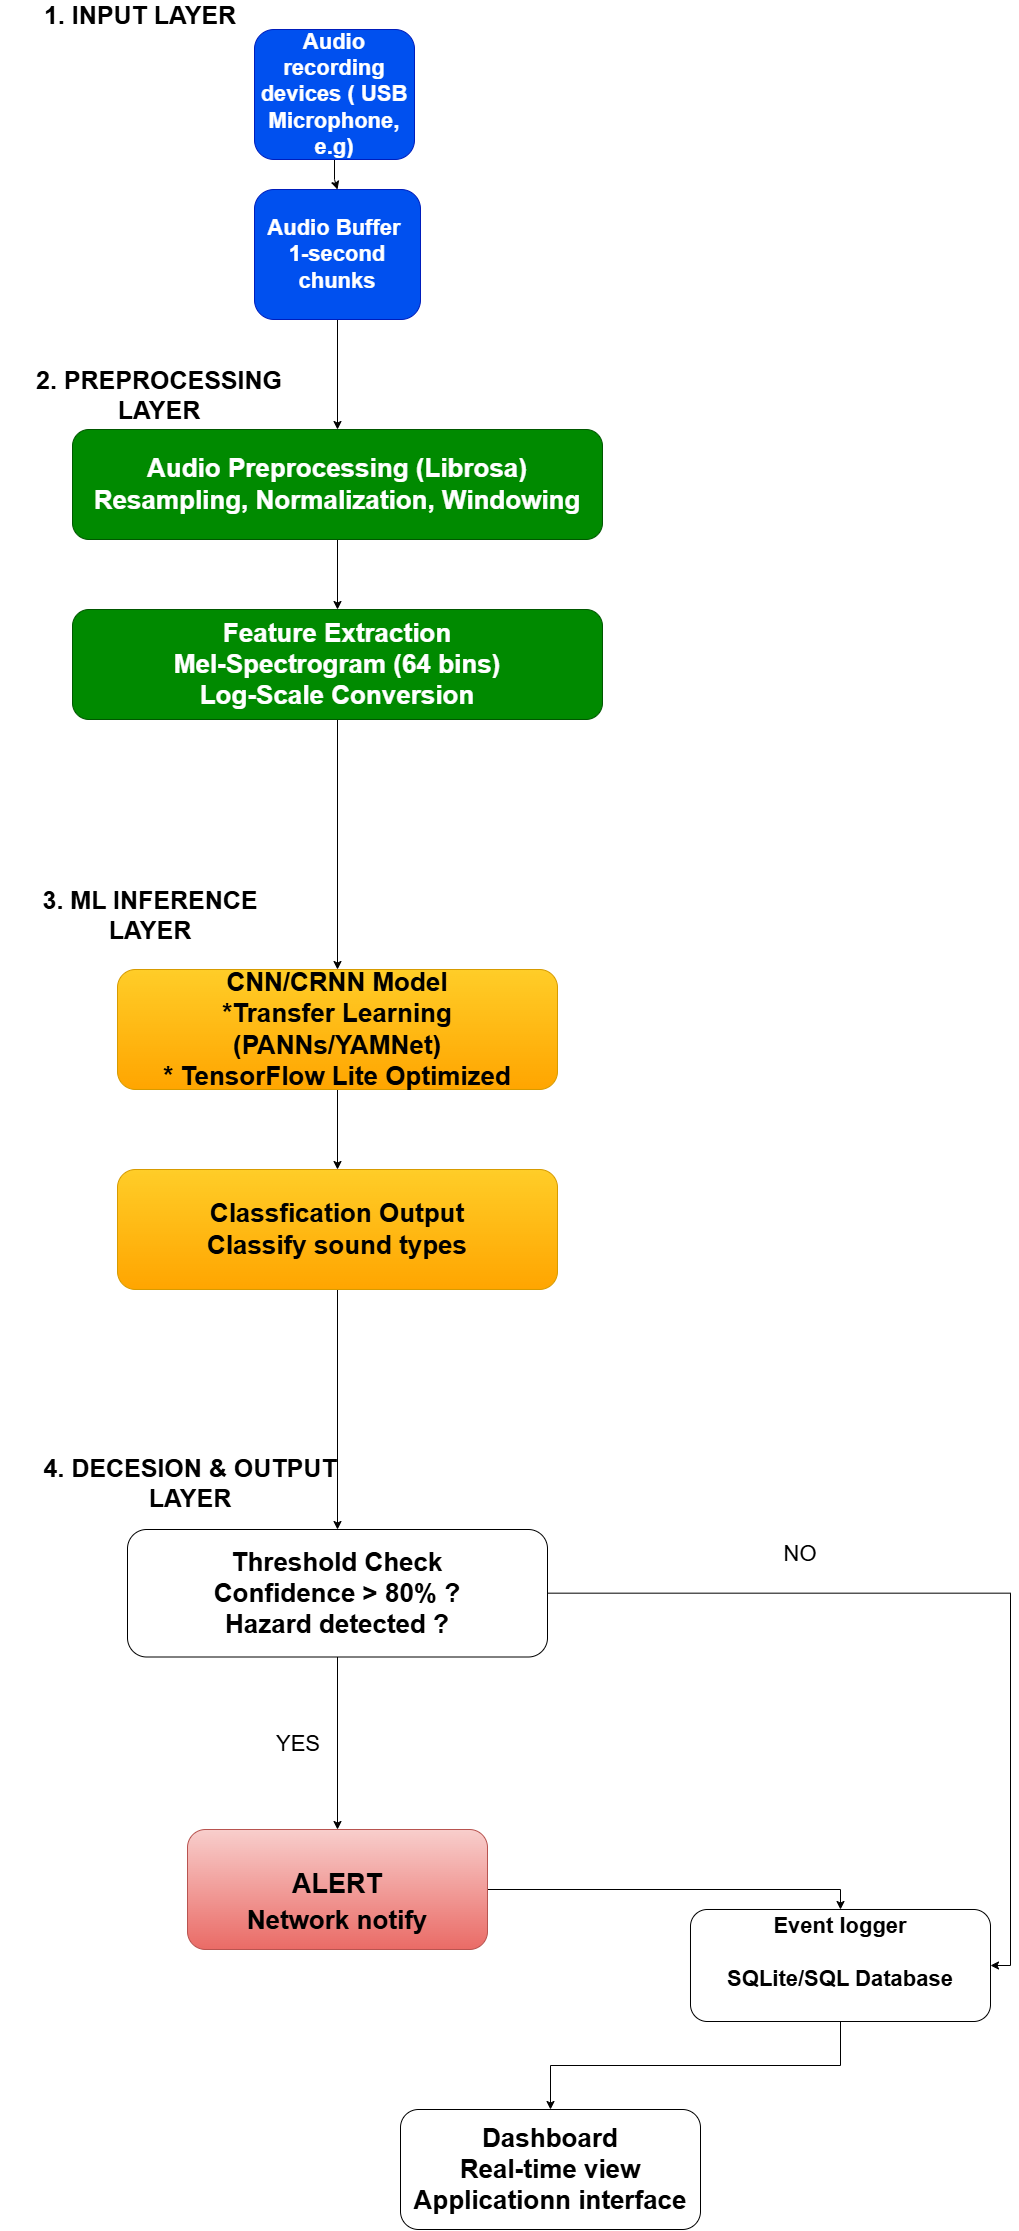 1. INPUT LAYER
Audio
recording
devices ( USB
Microphone,
e.g)
Audio Buffer
1-second
chunks
2. PREPROCESSING
LAYER
Audio Preprocessing (Librosa)
Resampling, Normalization, Windowing
Feature Extraction
Mel-Spectrogram (64 bins)
Log-Scale Conversion
3. ML INFERENCE
LAYER
CNN/CRNN Model
*Transfer Learning
(PANNs/YAMNet)
* TensorFlow Lite Optimized
Classfication Output
Classify sound types
4. DECESION & OUTPUT
LAYER
Threshold Check
Confidence > 80% ?
Hazard detected ?
NO
YES
ALERT
Network notify
Event logger
SQLite/SQL Database
Dashboard
Real-time view
Applicationn interface